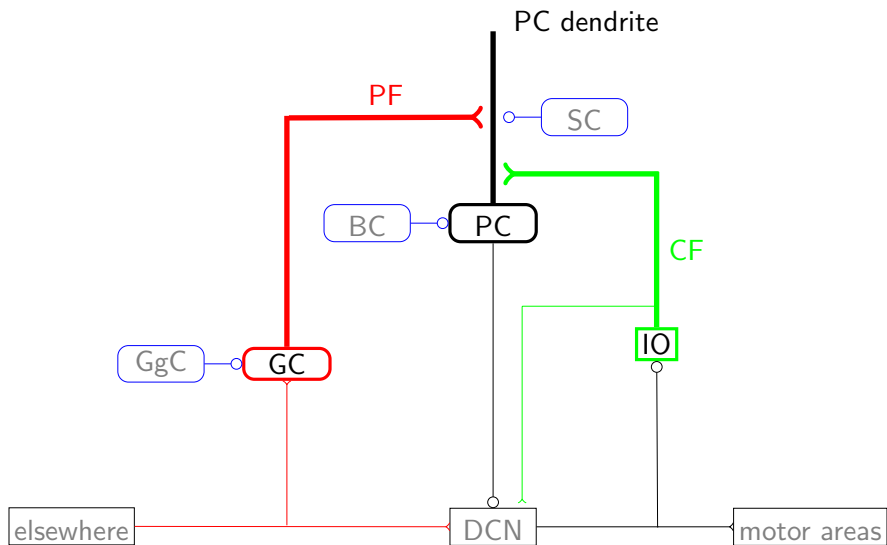 PC dendrite
PF
SC
BC
PC
CF
IO
GgC
GC
elsewhere
DCN
motor areas